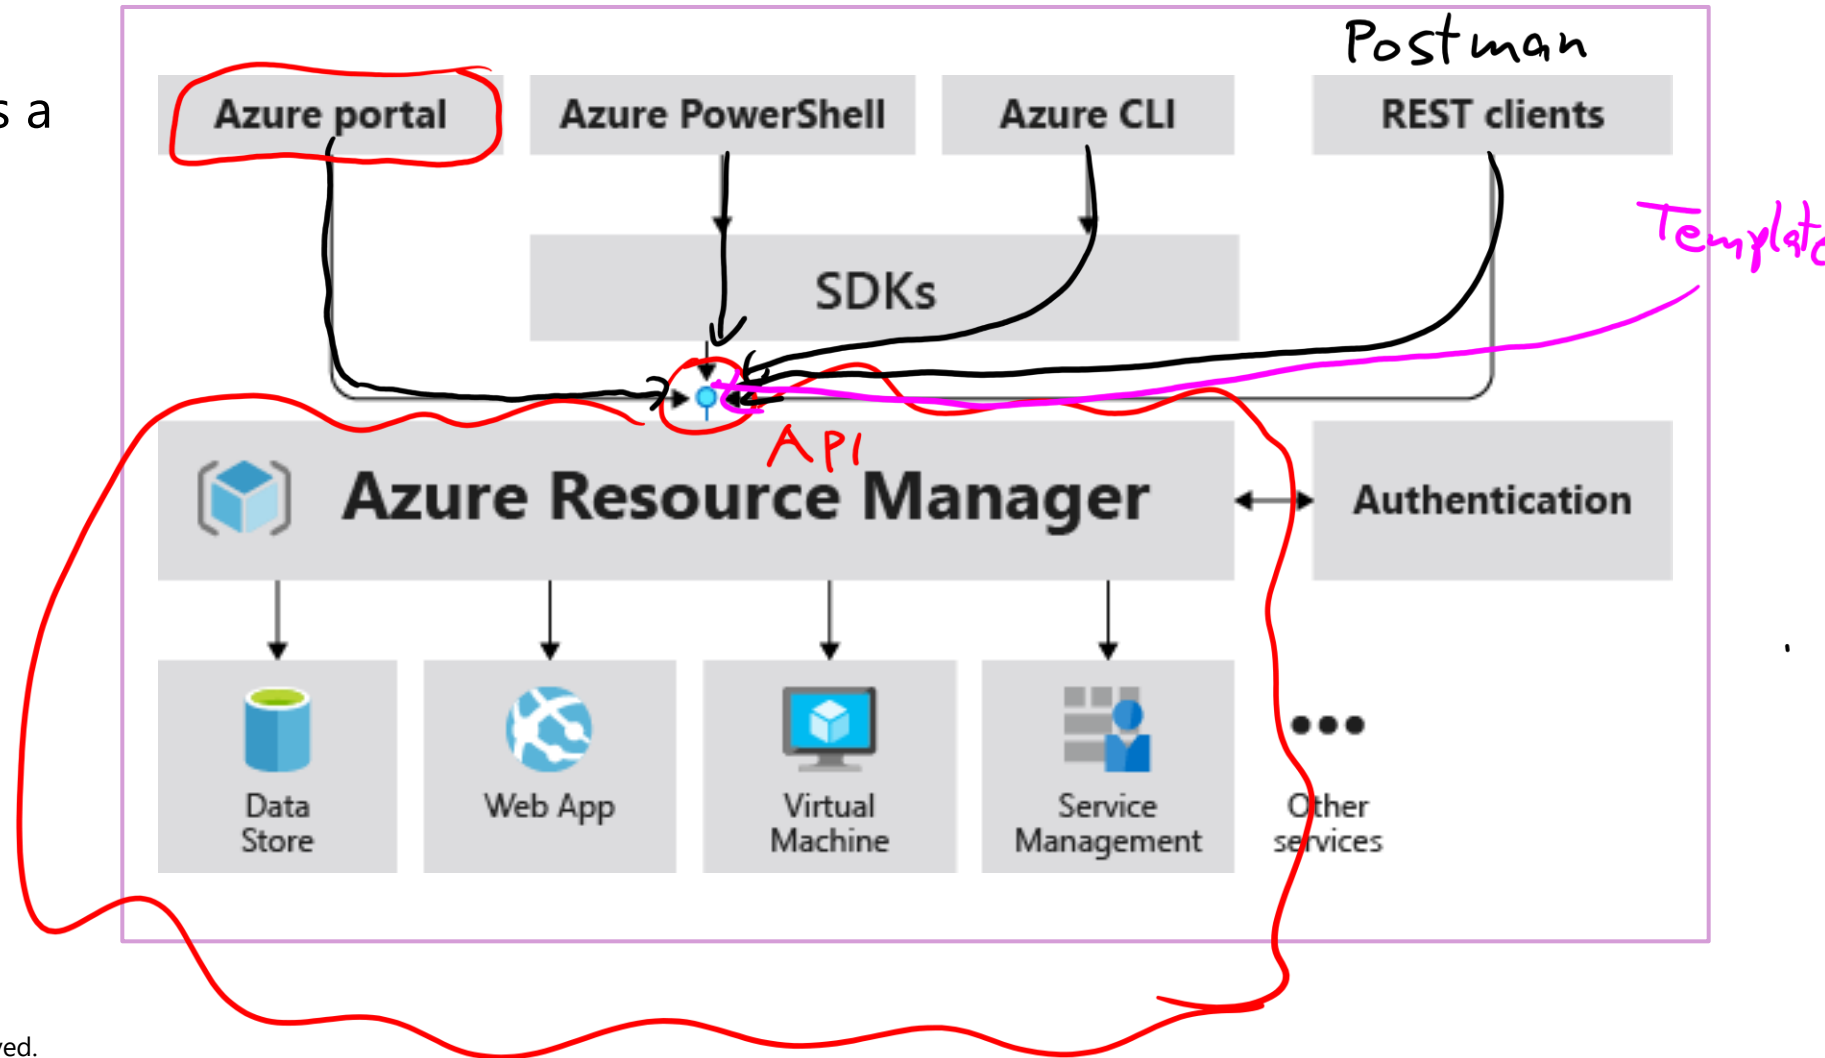 Postman
s a
Azure portal
Azure PowerShell
Azure CLI
REST clients
Template
SDKs
API
Azure Resource Manager
Authentication
Data
Store
Web App
Virtual
Machine
Service
Management
Other
services
ved.